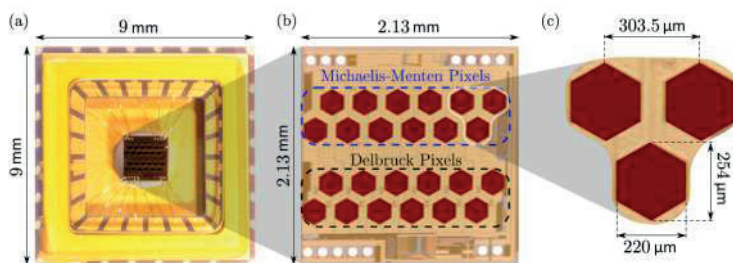 (a)
9 mm
9 mm
(b)
2.13 mm
2.13 mm
Michaelis-Menten Pixels
Delbruck Pixels
(c)
303.5 µm
254 µm
220 µm